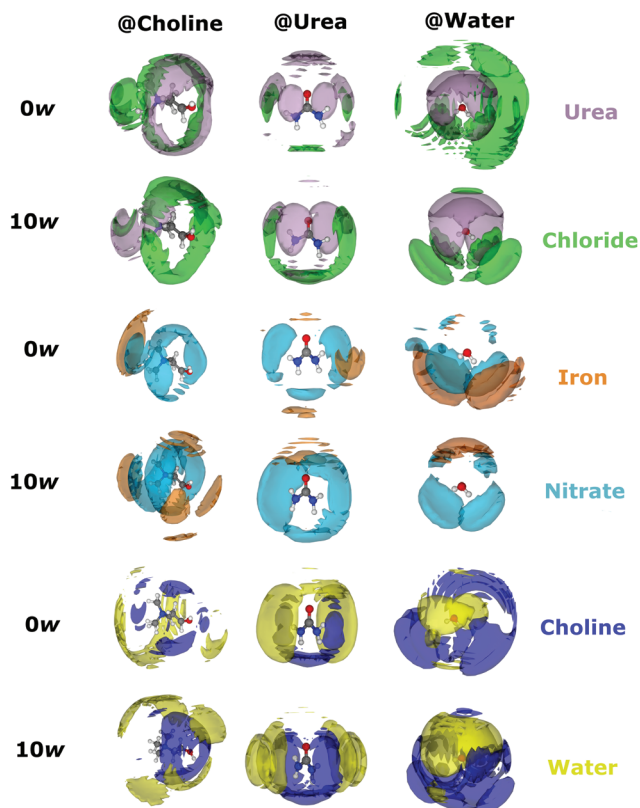 @Choline @Urea @Water
0w
Urea
10w
Chloride
0w
Iron
10w
Nitrate
0w
Choline
10w
Water